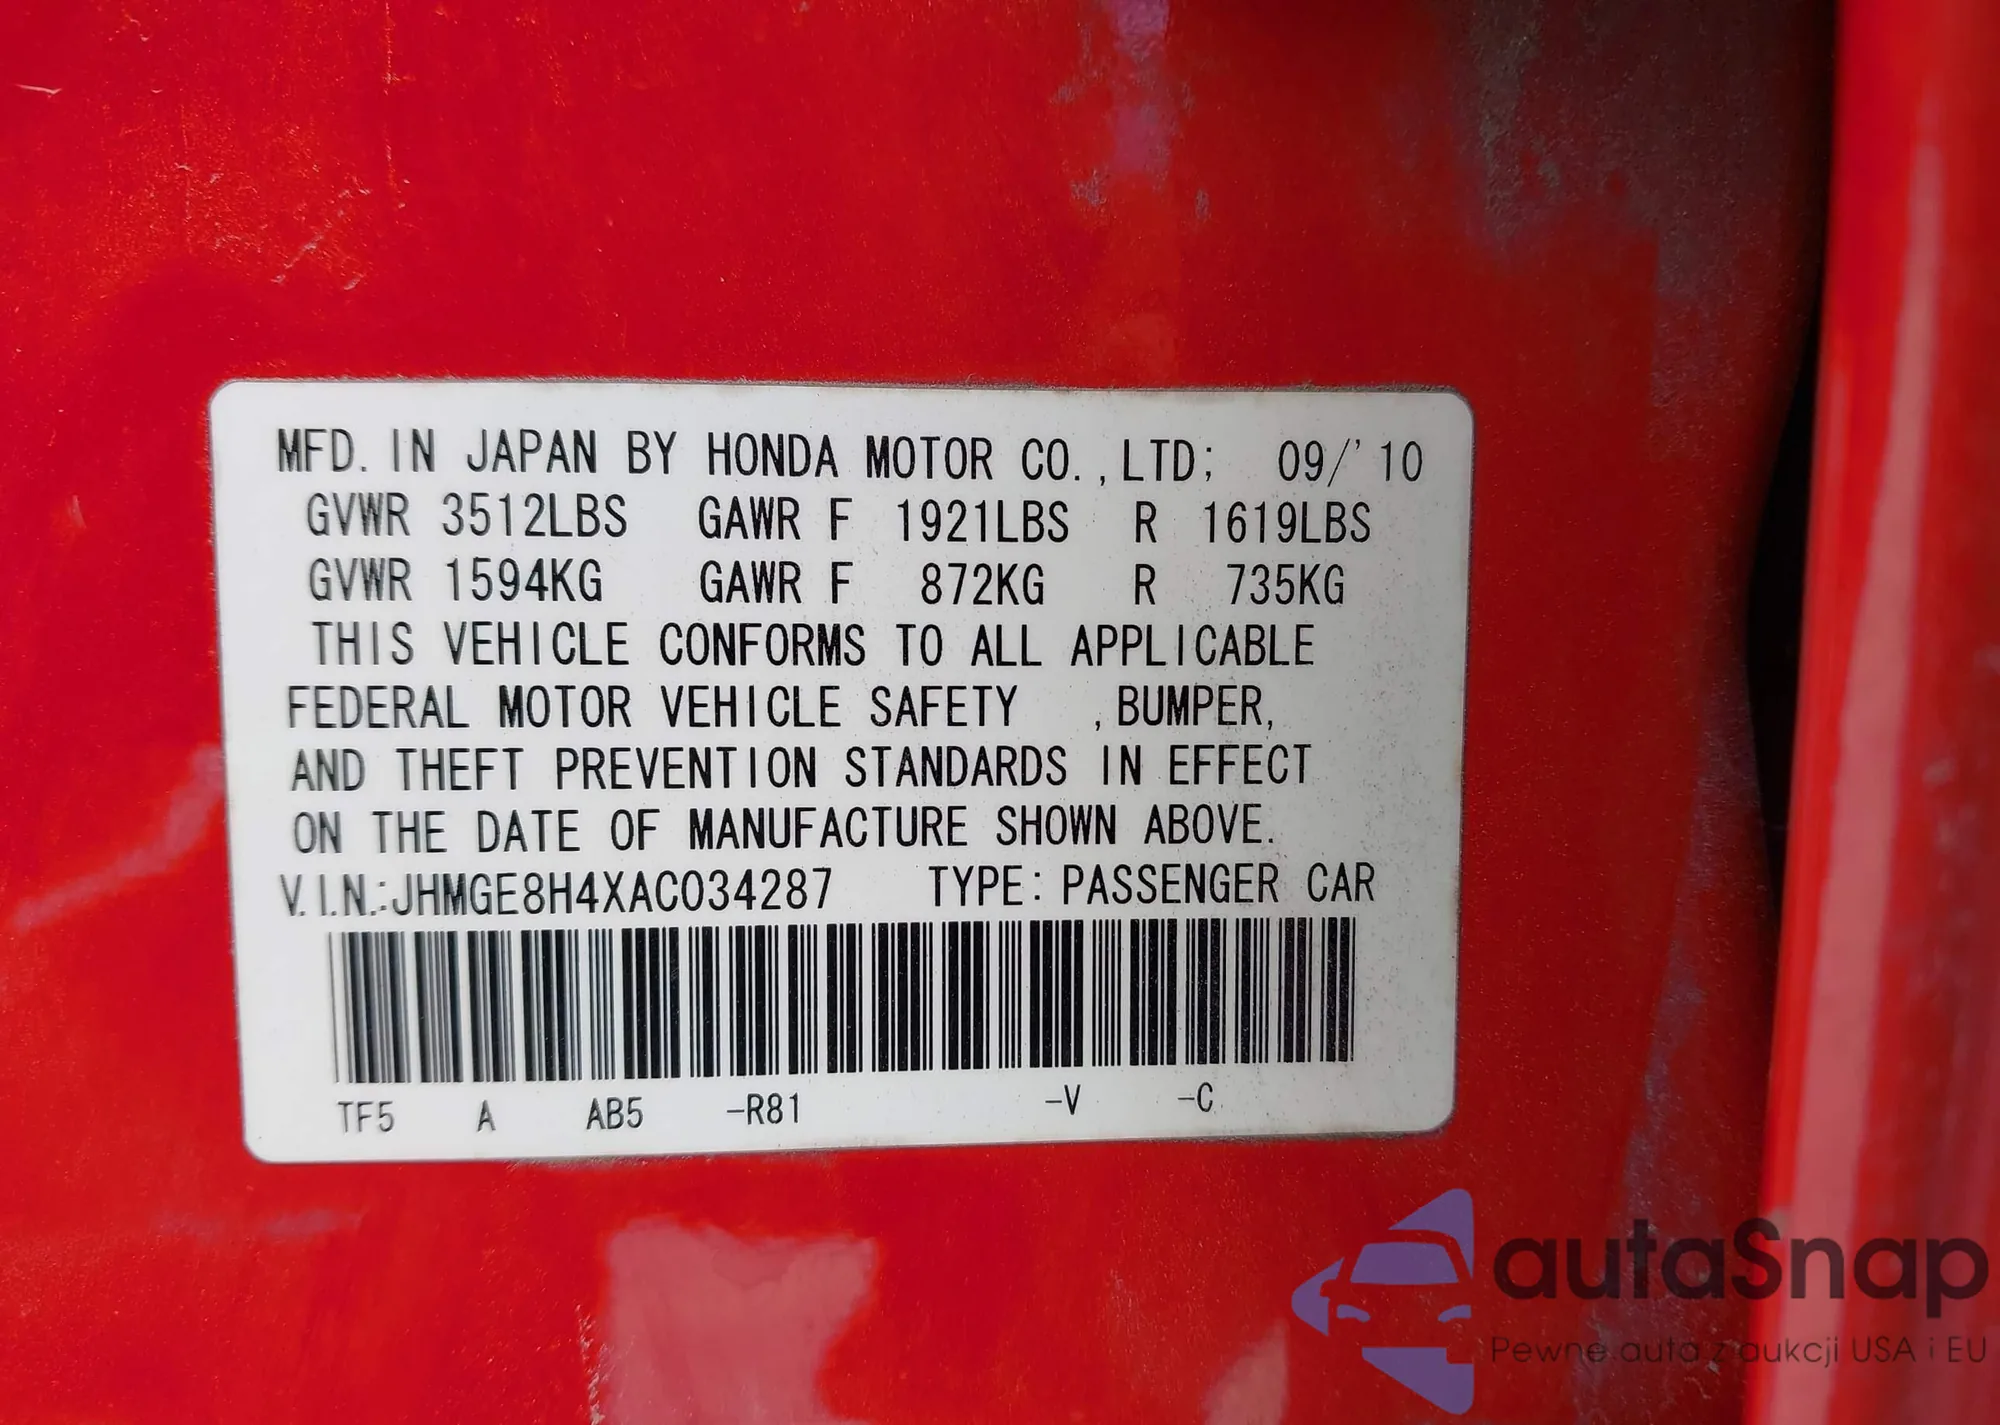 MFD. IN JAPAN BY HONDA MOTOR CO.,LTD; 09/'10
GVWR 3512LBS GAWR F 1921LBS R 1619LBS
GVWR 1594KG GAWR F 872KG R 735KG
THIS VEHICLE CONFORMS TO ALL APPLICABLE
FEDERAL MOTOR VEHICLE SAFETY ,BUMPER,
AND THEFT PREVENTION STANDARDS IN EFFECT
ON THE DATE OF MANUFACTURE SHOWN ABOVE.
V.I.N.:JHMGE8H4XAC034287 TYPE: PASSENGER CAR
TF5 A AB5 -R81 -V -C
autaSnap
Pewne auta z aukcji USA i EU